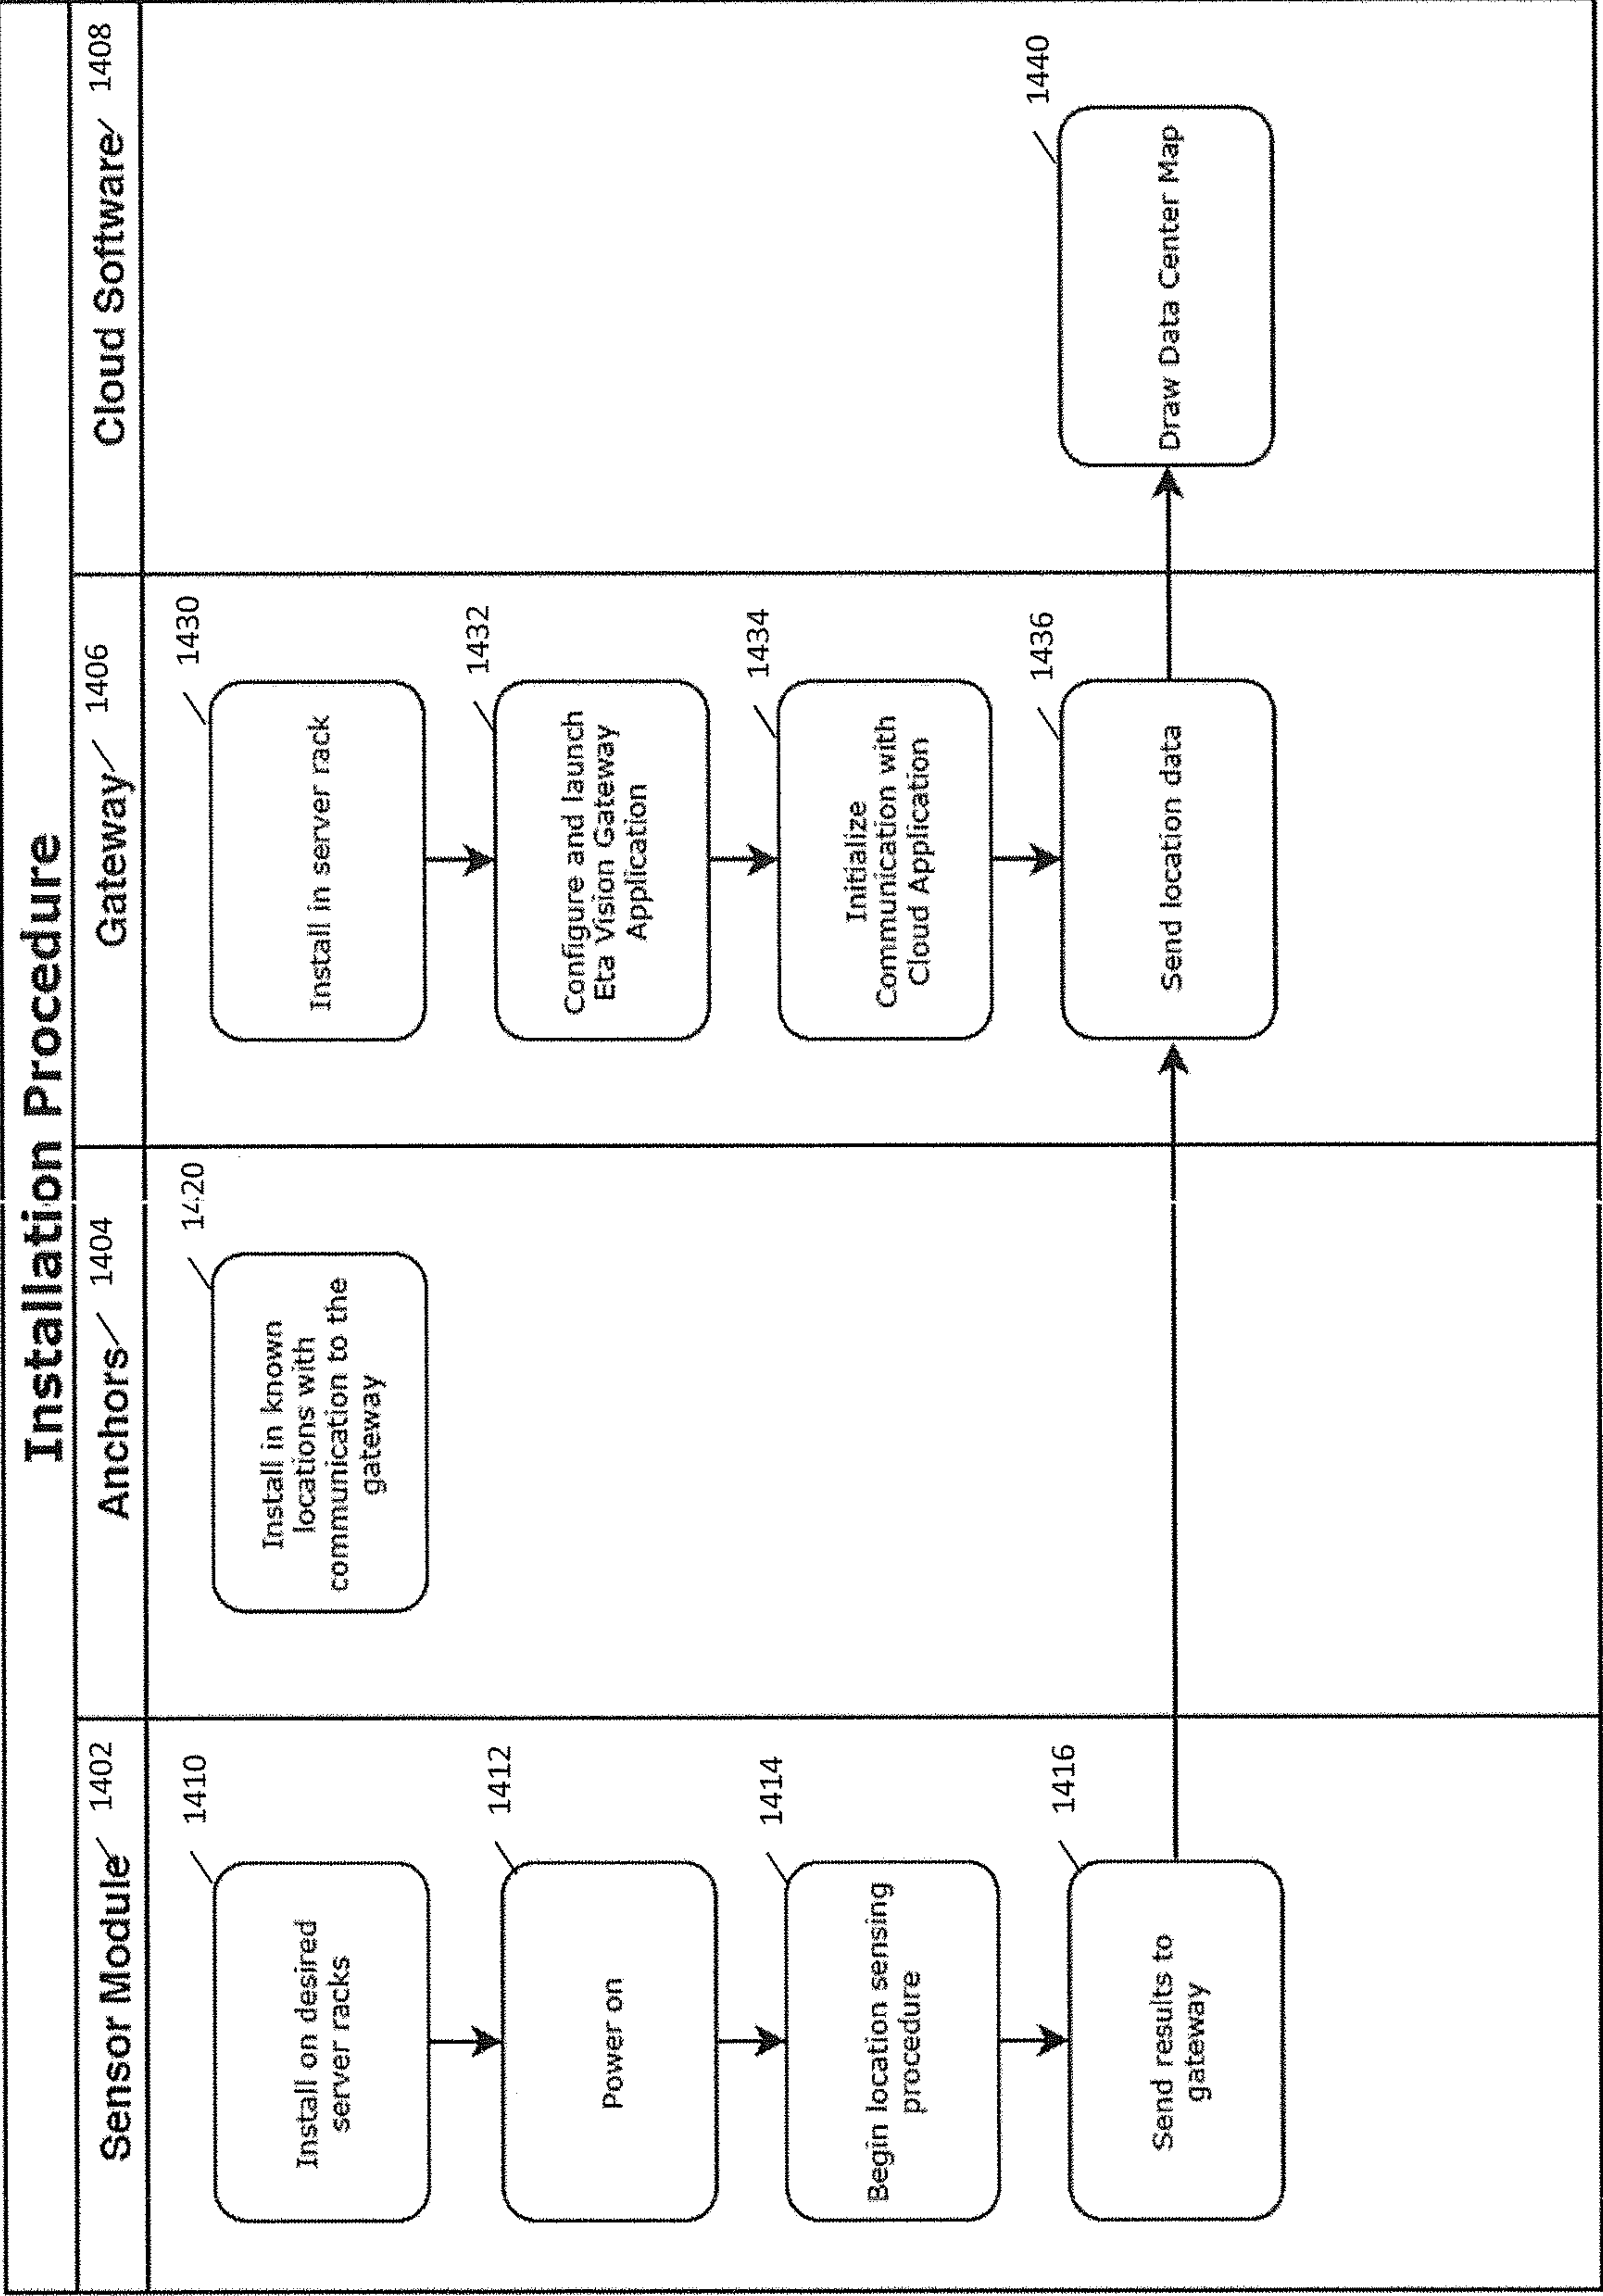 Installation Procedure
Sensor Module 1402
Anchors 1404
Gateway 1406
Cloud Software 1408
1410
Install on desired
server racks
1412
Power on
1414
Begin location sensing
procedure
1416
Send results to
gateway
1420
Install in known
locations with
communication to the
gateway
1430
Install in server rack
1432
Configure and launch
Eta Vision Gateway
Application
1434
Initialize
Communication with
Cloud Application
1436
Send location data
1440
Draw Data Center Map